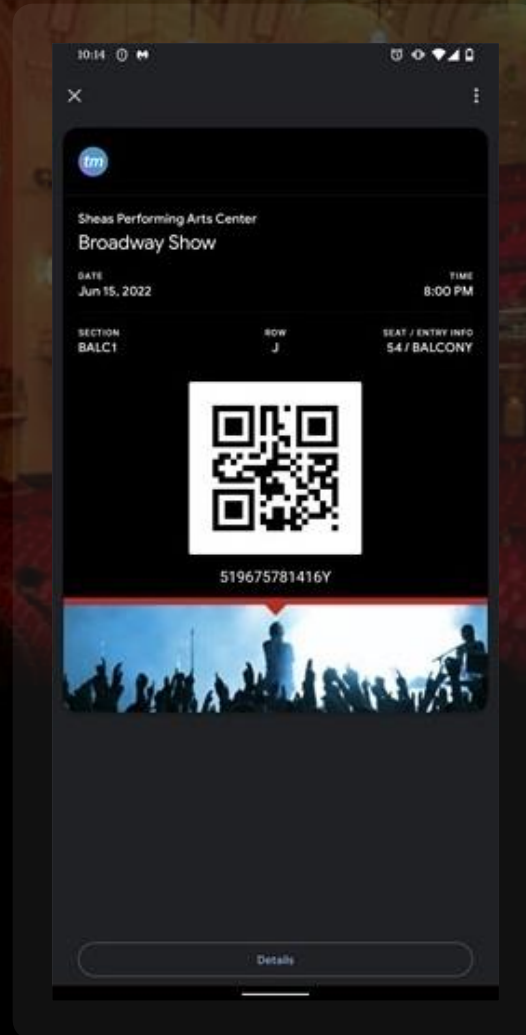 10:14
tm
Sheas Performing Arts Center
Broadway Show
DATE TIME
Jun 15, 2022 8:00 PM
SECTION ROW SEAT / ENTRY INFO
BALC1 J 54 / BALCONY
519675781416Y
Details